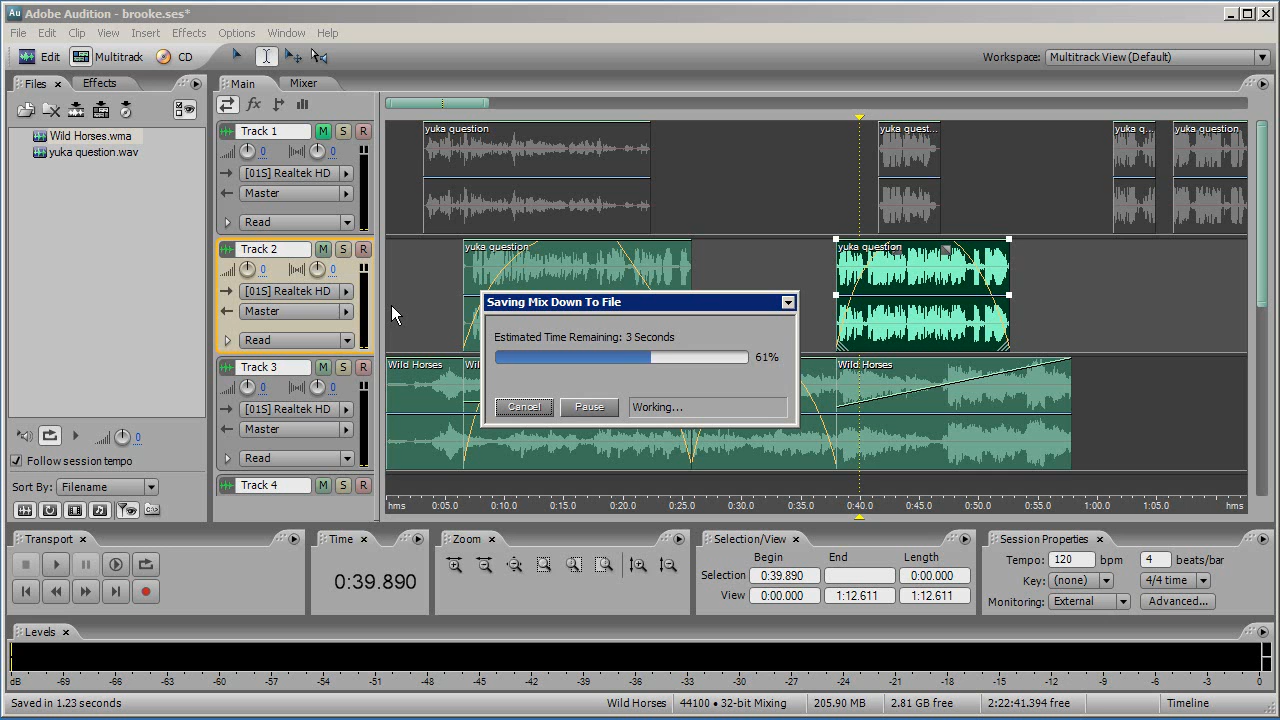 Au Adobe Audition - brooke.ses*
File Edit Clip View Insert Effects Options Window Help
Edit Multitrack CD Workspace: Multitrack View (Default)
Files × Effects
Wild Horses.wma
yuka question.wav
0
Follow session tempo
Sort By: Filename
Main Mixer
fx
Track 1 M S R
0 0
[01S] Realtek HD
Master
Read
Track 2 M S R
0 0
[01S] Realtek HD
Master
Read
Track 3 M S R
0 0
[01S] Realtek HD
Master
Read
Track 4 M S R
yuka question yuka quest... yuka q... yuka question
yuka question yuka question
Wild Horses Wil Wild Horses
Saving Mix Down To File
Estimated Time Remaining: 3 Seconds
61%
Cancel Pause Working...
hms 0:05.0 0:10.0 0:15.0 0:20.0 0:25.0 0:30.0 0:35.0 0:40.0 0:45.0 0:50.0 0:55.0 1:00.0 1:05.0 hms
Transport ×
Time ×
0:39.890
Zoom ×
Selection/View ×
Begin End Length
Selection 0:39.890 0:00.000
View 0:00.000 1:12.611 1:12.611
Session Properties ×
Tempo: 120 bpm 4 beats/bar
Key: (none) 4/4 time
Monitoring: External Advanced...
Levels ×
dB -69 -66 -63 -60 -57 -54 -51 -48 -45 -42 -39 -36 -33 -30 -27 -24 -21 -18 -15 -12 -9 -6 -3 0
Saved in 1.23 seconds Wild Horses 44100 • 32-bit Mixing 205.90 MB 2.81 GB free 2:22:41.394 free Timeline